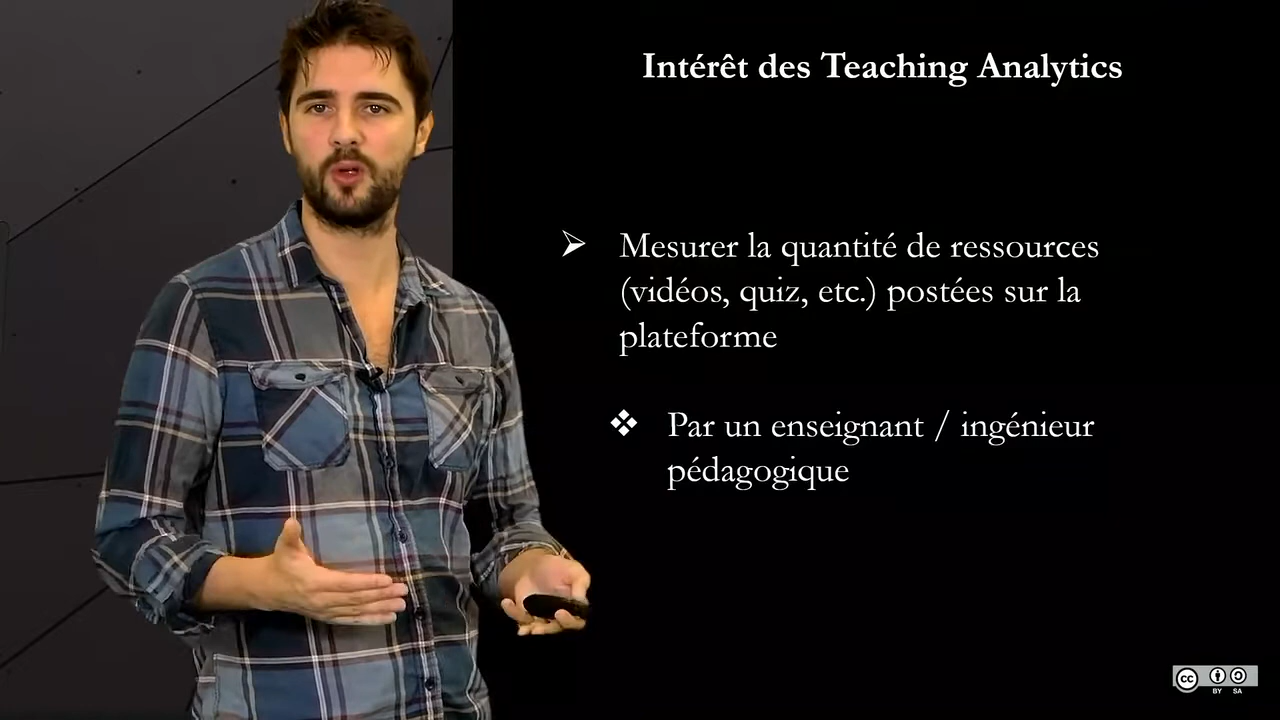 Intérêt des Teaching Analytics
Mesurer la quantité de ressources
(vidéos, quiz, etc.) postées sur la
plateforme
Par un enseignant / ingénieur
pédagogique
cc
BY SA